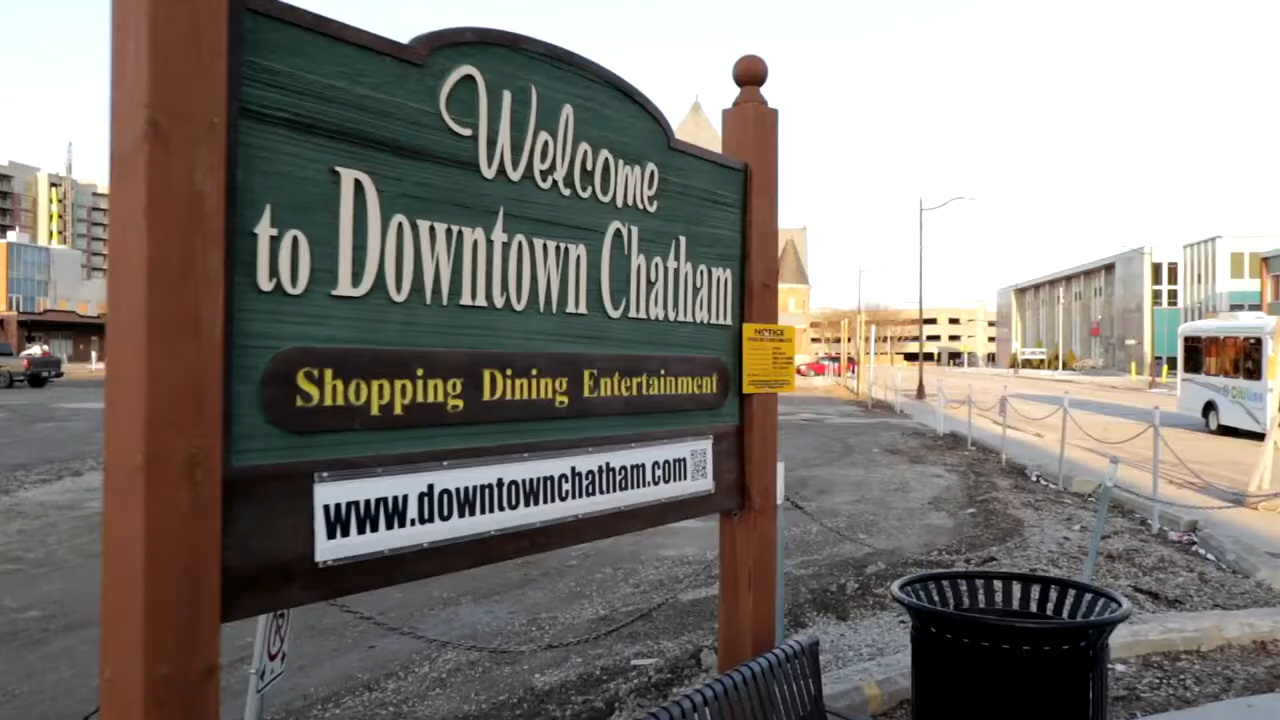 Welcome
to Downtown Chatham
Shopping Dining Entertainment
www.downtownchatham.com
NOTICE